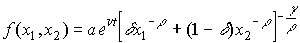 f(x₁, x₂) = a e^{vt} [δx₁^{-ρ} + (1 - δ)x₂^{-ρ}]^{-γ/ρ}